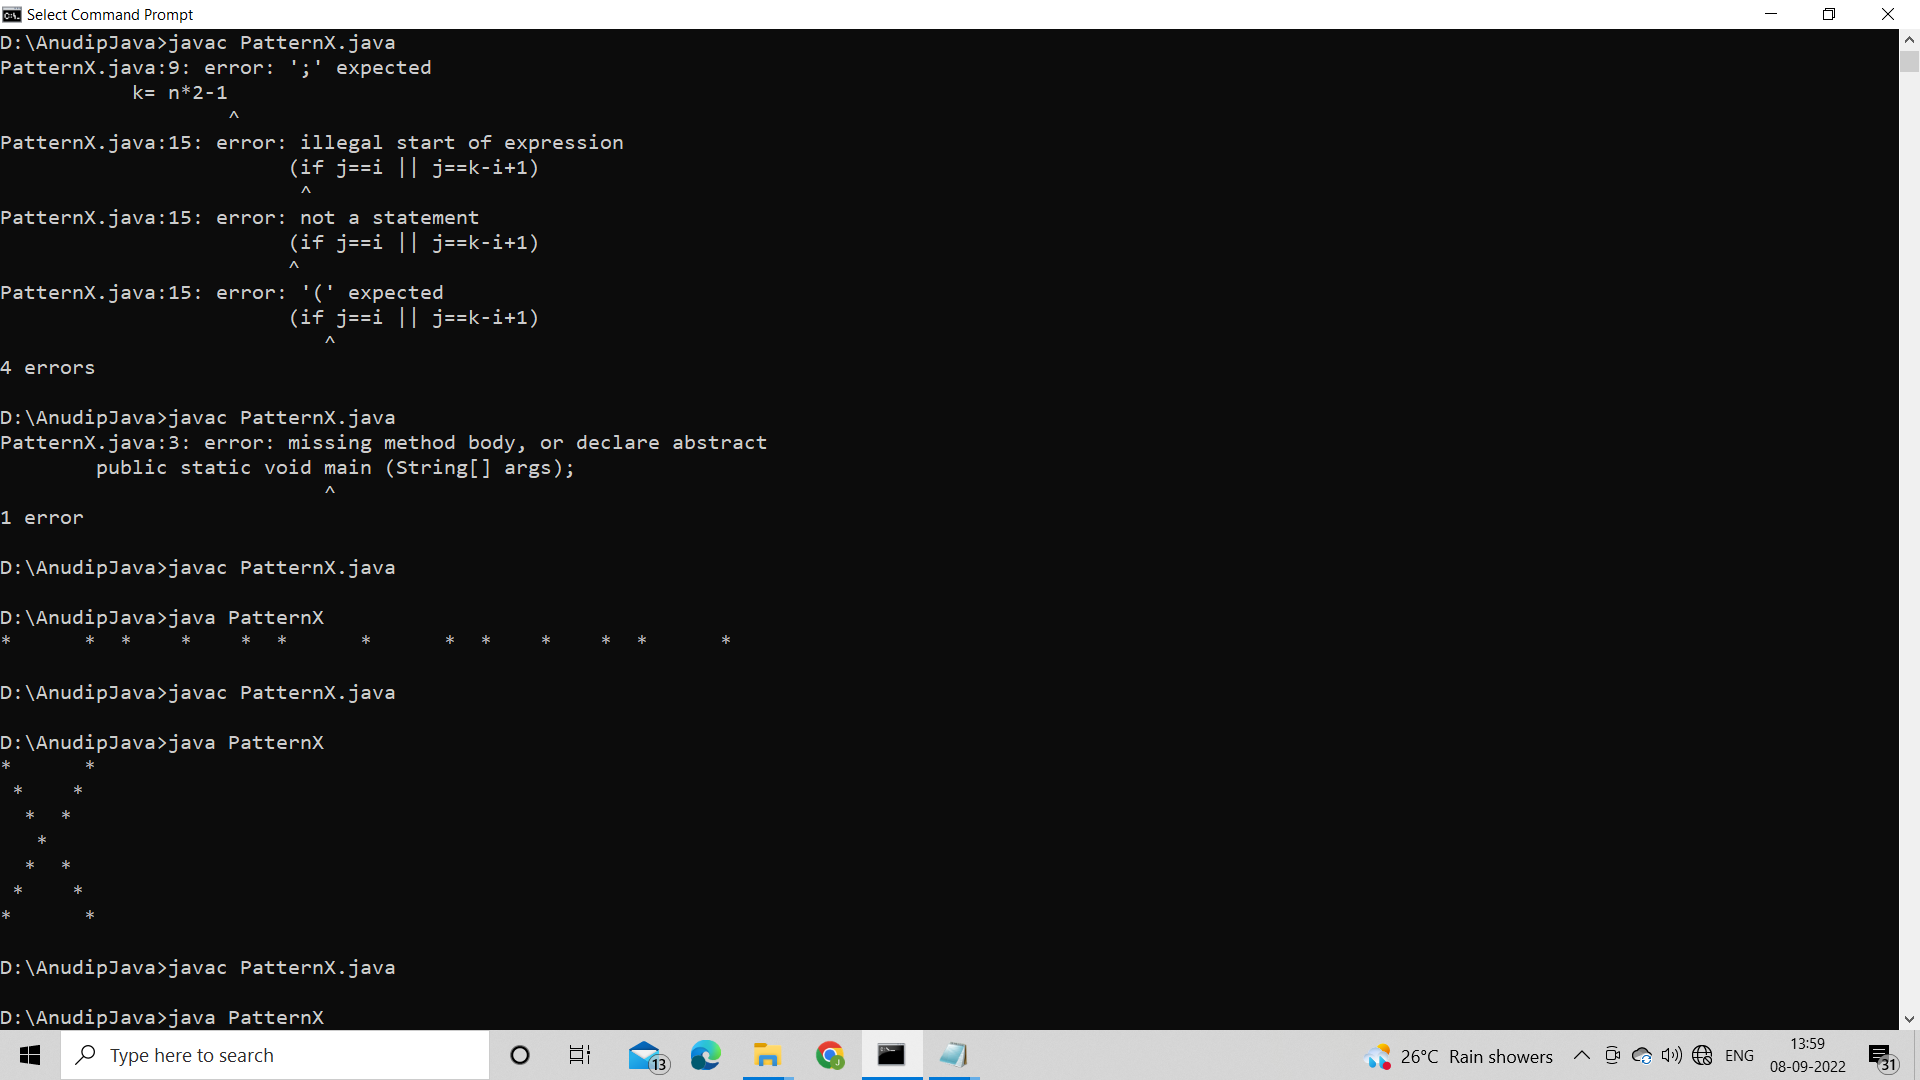 Select Command Prompt
D:\AnudipJava>javac PatternX.java
PatternX.java:9: error: ';' expected
           k= n*2-1
                   ^
PatternX.java:15: error: illegal start of expression
                        (if j==i || j==k-i+1)
                         ^
PatternX.java:15: error: not a statement
                        (if j==i || j==k-i+1)
                        ^
PatternX.java:15: error: '(' expected
                        (if j==i || j==k-i+1)
                           ^
4 errors
D:\AnudipJava>javac PatternX.java
PatternX.java:3: error: missing method body, or declare abstract
        public static void main (String[] args);
                           ^
1 error
D:\AnudipJava>javac PatternX.java
D:\AnudipJava>java PatternX
*      *  *    *    *  *      *      *  *    *    *  *      *
D:\AnudipJava>javac PatternX.java
D:\AnudipJava>java PatternX
*      *
 *    *
  *  *
   *
  *  *
 *    *
*      *
D:\AnudipJava>javac PatternX.java
D:\AnudipJava>java PatternX
Type here to search
13
26°C Rain showers
ENG
13:59
08-09-2022
31